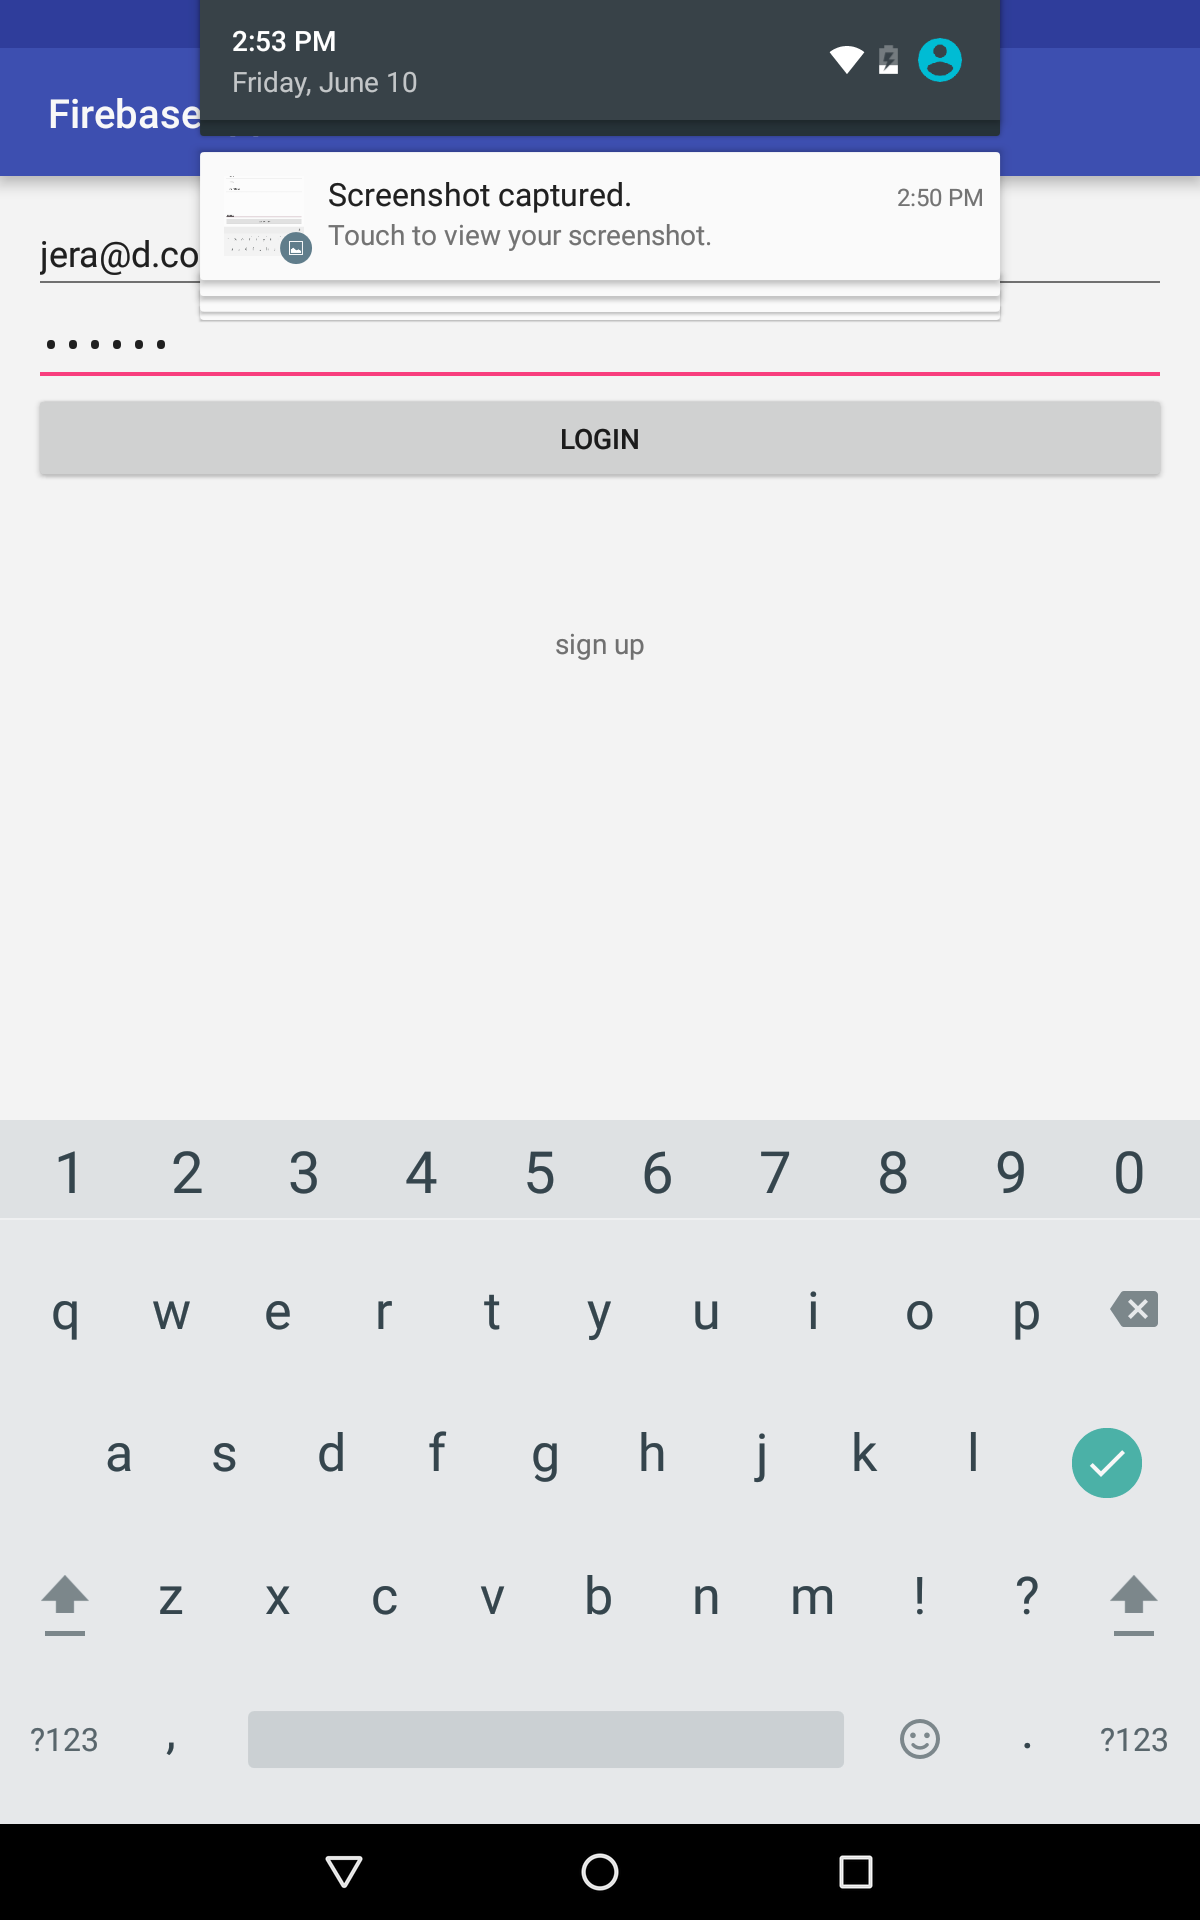 2:53 PM
Friday, June 10
Firebase
Screenshot captured.
2:50 PM
Touch to view your screenshot.
jera@d.co
LOGIN
sign up
1 2 3 4 5 6 7 8 9 0
q w e r t y u i o p
a s d f g h j k l
z x c v b n m ! ?
?123 , . ?123